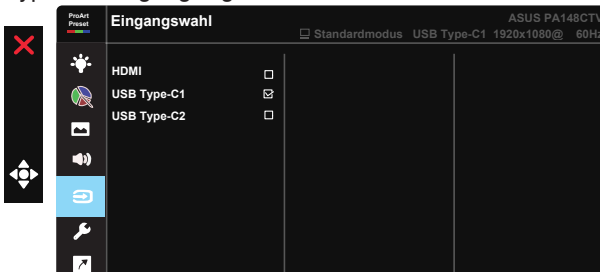 ProArt
Preset
Eingangswahl
ASUS PA148CTV
Standardmodus USB Type-C1 1920x1080@ 60Hz
HDMI
USB Type-C1
USB Type-C2